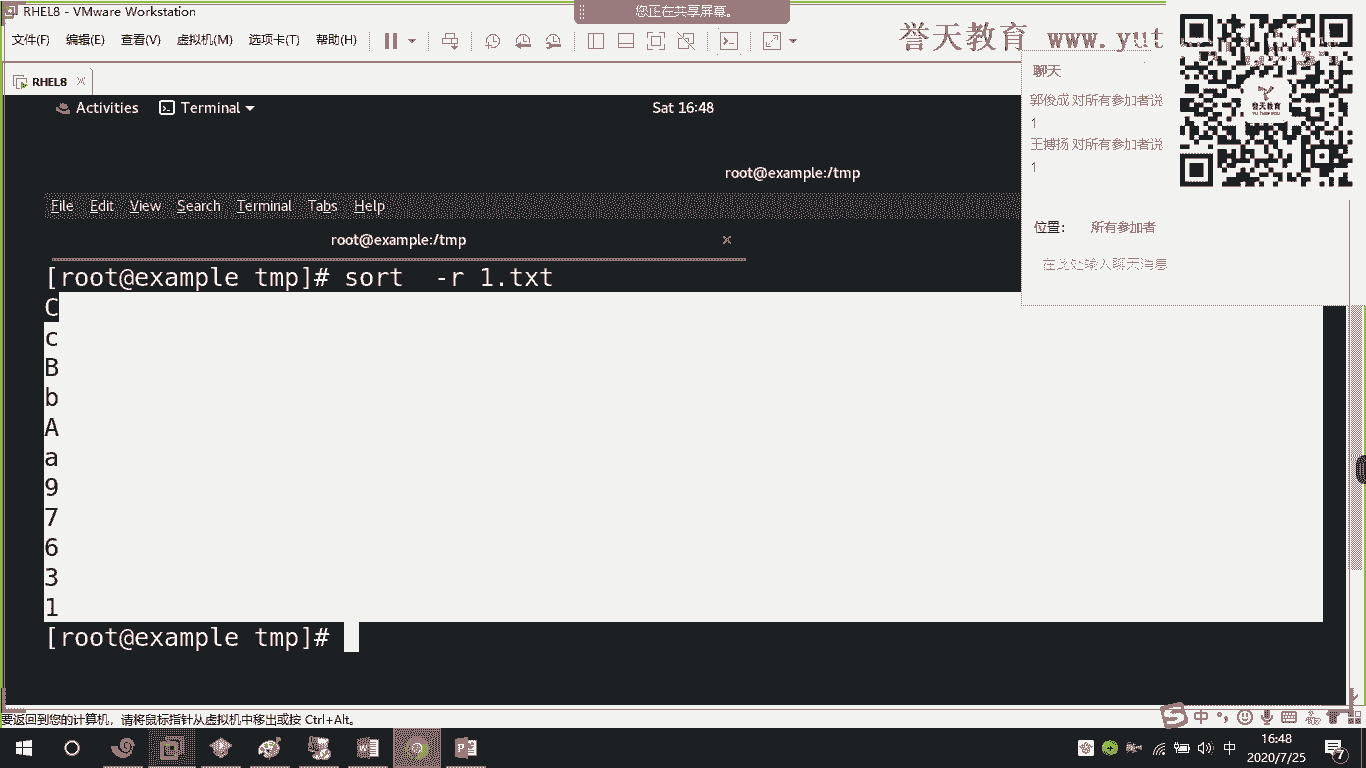 RHEL8 - VMware Workstation
您正在共享屏幕。
文件(F) 编辑(E) 查看(V) 虚拟机(M) 选项卡(T) 帮助(H)
誉天教育 www.yut
RHEL8
聊天
郭俊成 对所有参加者说
1
王搏扬 对所有参加者说
1
位置： 所有参加者
在此处输入聊天消息
誉天教育
Activities Terminal Sat 16:48
root@example:/tmp
File Edit View Search Terminal Tabs Help
root@example:/tmp
[root@example tmp]# sort  -r 1.txt
C
c
B
b
A
a
9
7
6
3
1
[root@example tmp]#
要返回到您的计算机，请将鼠标指针从虚拟机中移出或按 Ctrl+Alt。
中
中
16:48
2020/7/25
7